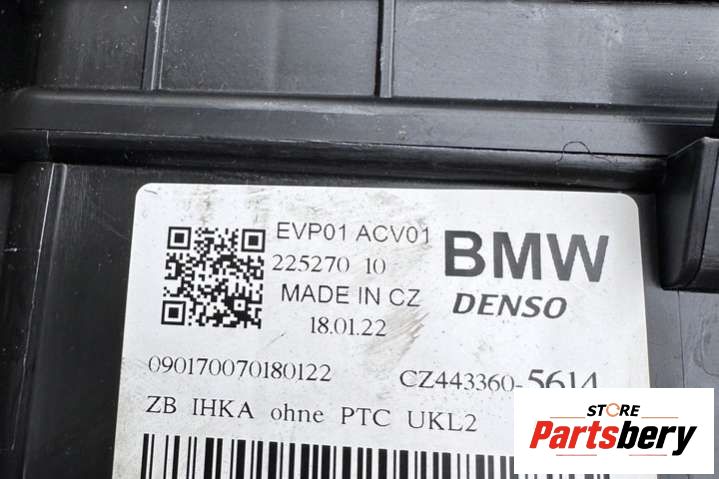 EVP01 ACV01
225270 10
MADE IN CZ
18.01.22
BMW
DENSO
090170070180122
CZ443360-5614
ZB IHKA ohne PTC UKL2
STORE
Partsbery